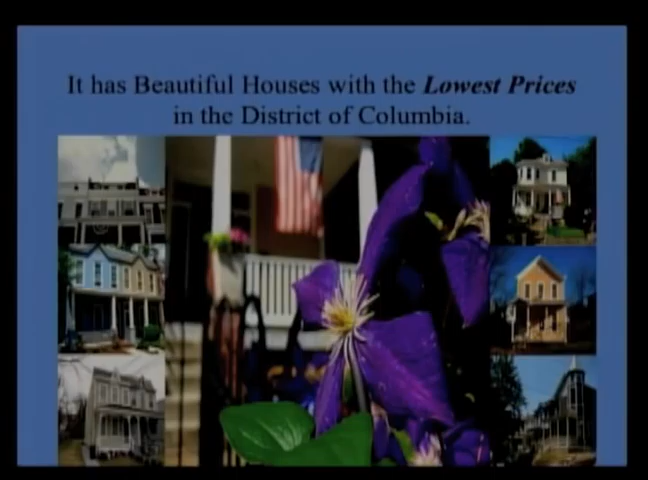 It has Beautiful Houses with the Lowest Prices
in the District of Columbia.